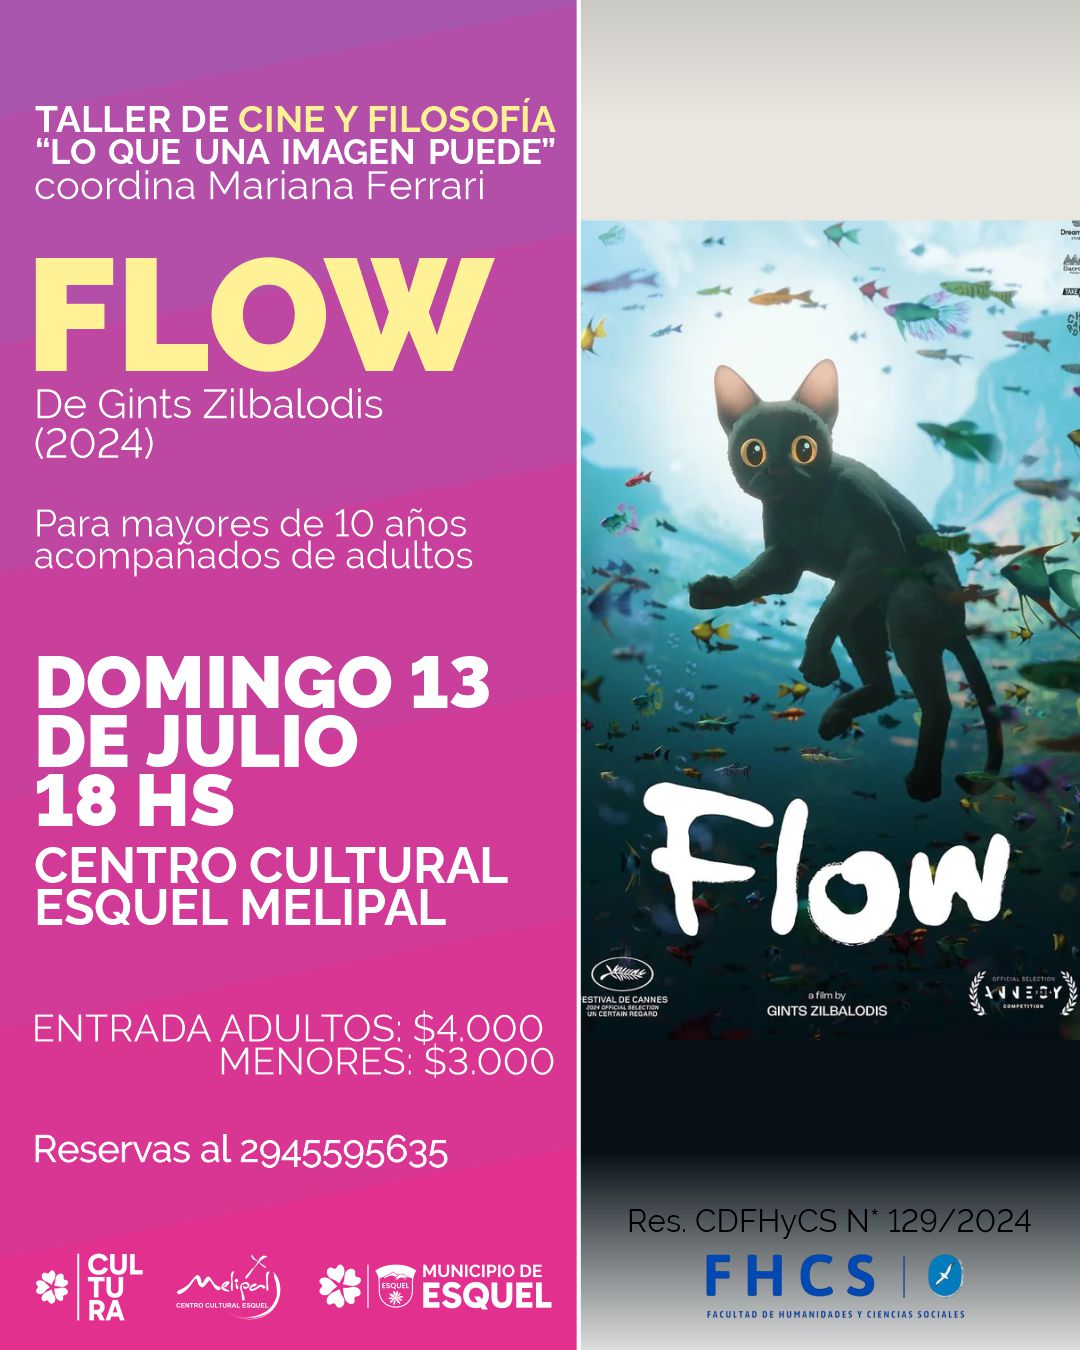 TALLER DE CINE Y FILOSOFÍA
“LO QUE UNA IMAGEN PUEDE”
coordina Mariana Ferrari
FLOW
De Gints Zilbalodis
(2024)
Para mayores de 10 años
acompañados de adultos
DOMINGO 13
DE JULIO
18 HS
CENTRO CULTURAL
ESQUEL MELIPAL
ENTRADA ADULTOS: $4.000
MENORES: $3.000
Reservas al 2945595635
CUL
TU
RA
Melipal
CENTRO CULTURAL ESQUEL
ESQUEL
MUNICIPIO DE
ESQUEL
Flow
FESTIVAL DE CANNES
2024 OFFICIAL SELECTION
UN CERTAIN REGARD
a film by
GINTS ZILBALODIS
OFFICIAL SELECTION
ANNECY
COMPETITION
Res. CDFHyCS N° 129/2024
FHCS
FACULTAD DE HUMANIDADES Y CIENCIAS SOCIALES